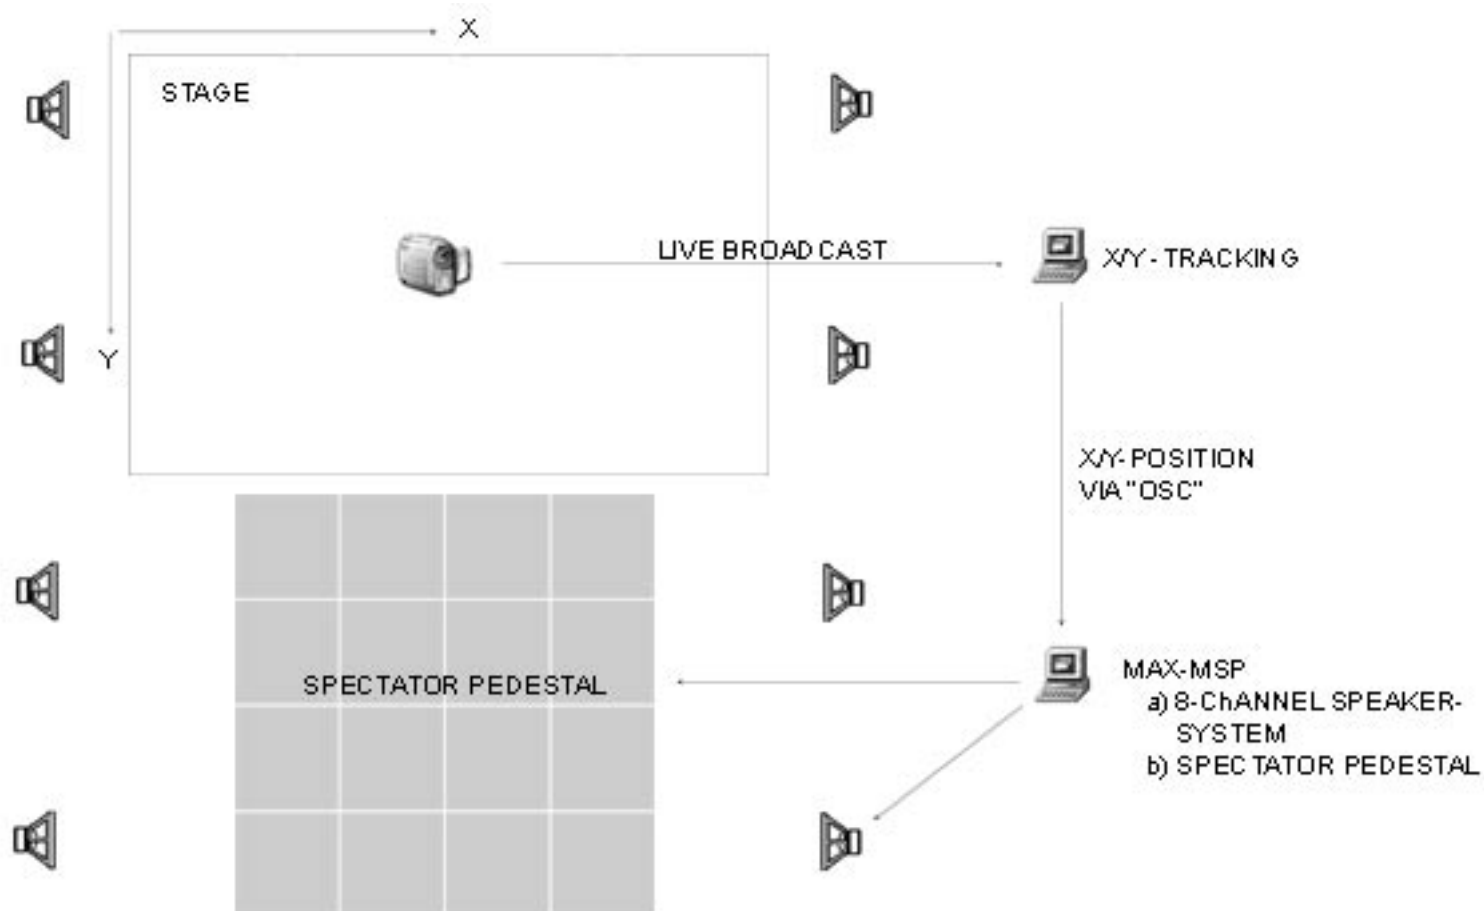 X
STAGE
LIVE BROADCAST
X/Y - TRACKING
Y
X/Y-POSITION
VIA "OSC"
SPECTATOR PEDESTAL
MAX-MSP
a) 8-ChANNEL SPEAKER-
SYSTEM
b) SPECTATOR PEDESTAL